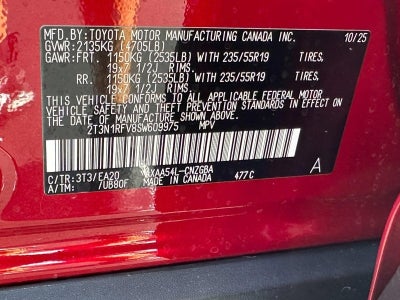 MFD.BY:TOYOTA MOTOR MANUFACTURING CANADA INC. 10/25
GVWR: 2135KG (4705LB)
GAWR:FRT. 1150KG (2535LB) WITH 235/55R19 TIRES,
19x7 1/2J RIMS.
RR. 1150KG (2535LB) WITH 235/55R19 TIRES,
19x7 1/2J RIMS.
THIS VEHICLE CONFORMS TO ALL APPLICABLE FEDERAL MOTOR
VEHICLE SAFETY AND THEFT PREVENTION STANDARDS IN EFFECT ON
THE DATE OF MANUFACTURE SHOWN ABOVE.
2T3N1RFV8SW609975 MPV
C/TR:3T3/EA20 AXAA54L-CNZGBA
A/TM: /U880F MADE IN CANADA 477C A